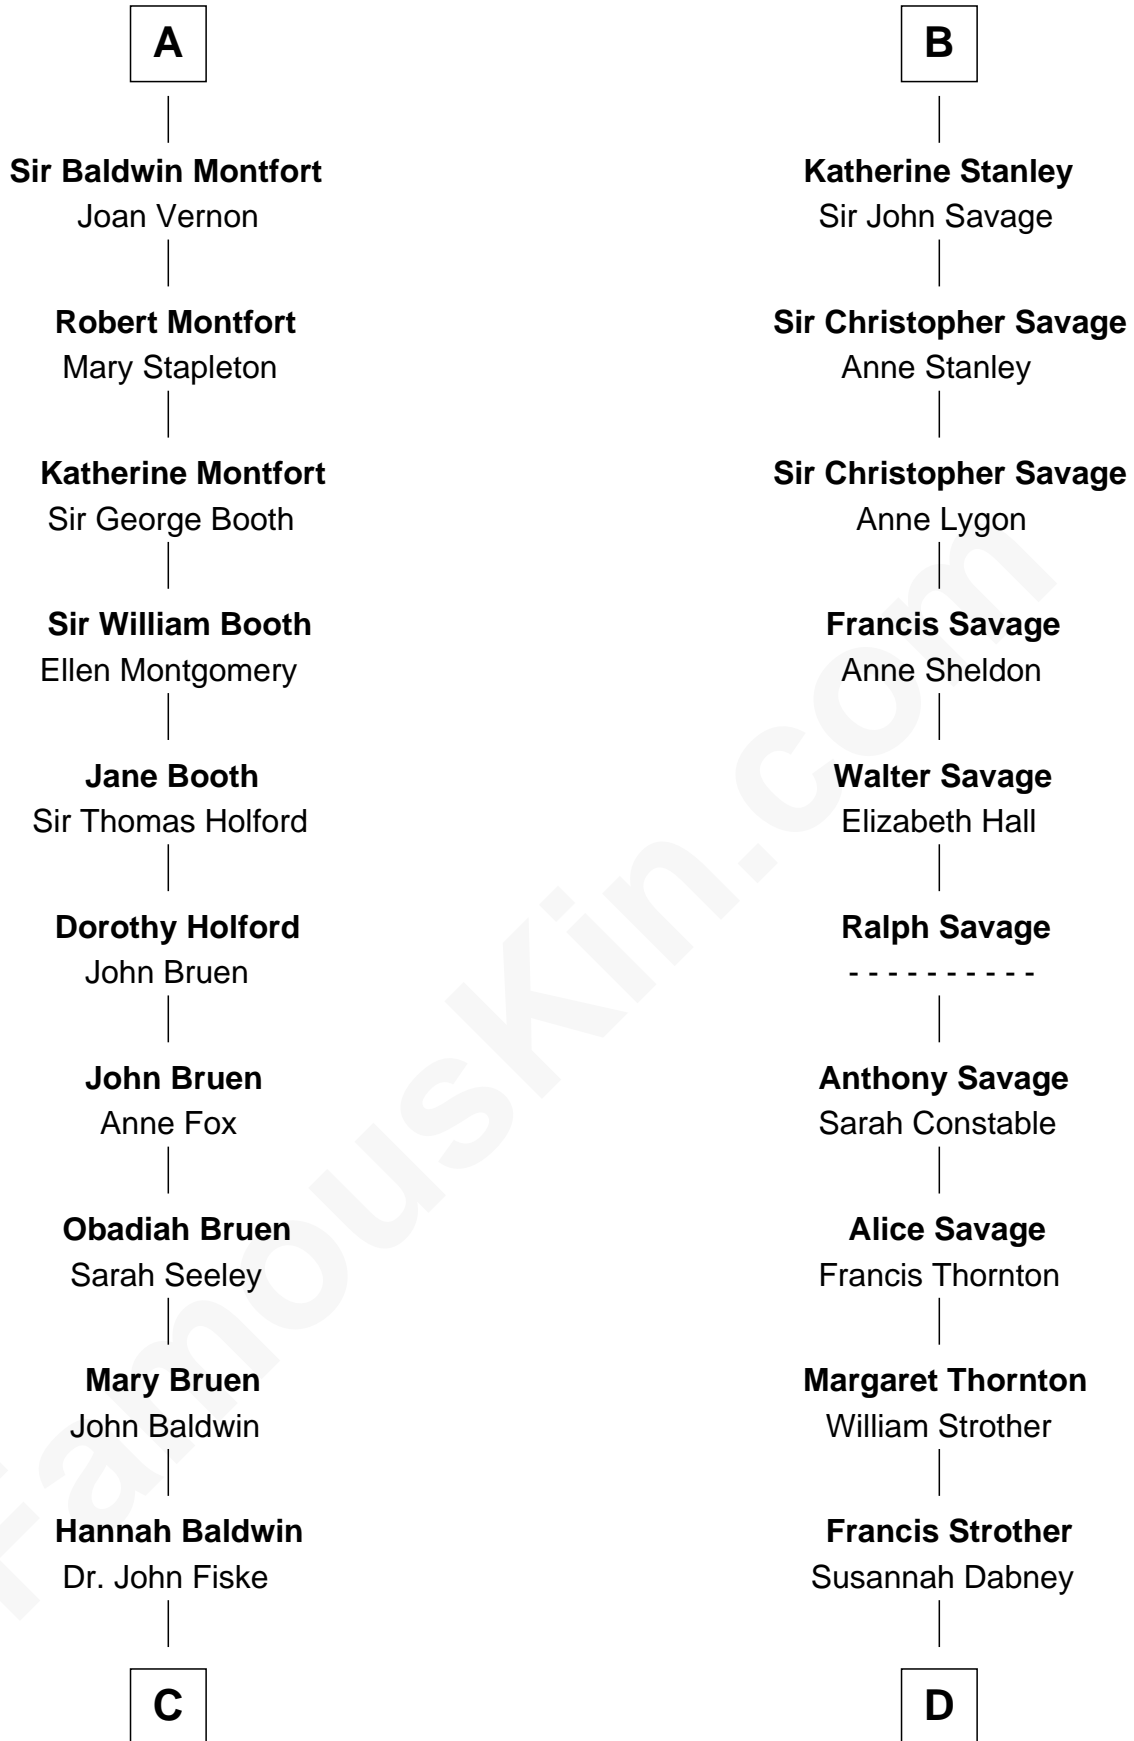 A
Sir Baldwin Montfort
Joan Vernon
Robert Montfort
Mary Stapleton
Katherine Montfort
Sir George Booth
Sir William Booth
Ellen Montgomery
Jane Booth
Sir Thomas Holford
Dorothy Holford
John Bruen
John Bruen
Anne Fox
Obadiah Bruen
Sarah Seeley
Mary Bruen
John Baldwin
Hannah Baldwin
Dr. John Fiske
C
B
Katherine Stanley
Sir John Savage
Sir Christopher Savage
Anne Stanley
Sir Christopher Savage
Anne Lygon
Francis Savage
Anne Sheldon
Walter Savage
Elizabeth Hall
Ralph Savage
- - - - - - - - - -
Anthony Savage
Sarah Constable
Alice Savage
Francis Thornton
Margaret Thornton
William Strother
Francis Strother
Susannah Dabney
D
FamousKin.com